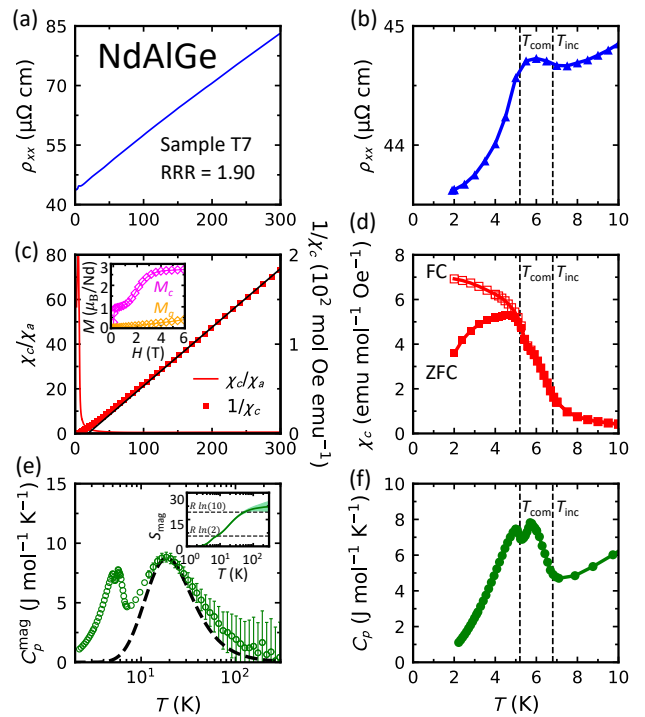 (a)
85
70
55
40
ρxx (μΩ cm)
NdAlGe
Sample T7
RRR = 1.90
0 100 200 300
(b)
45
44
ρxx (μΩ cm)
Tcom Tinc
0 2 4 6 8 10
(c)
80
60
40
20
0
χc/χa
M (μB/Nd)
3
2
1
0
Mc
Ma
0 2 4 6
H (T)
χc/χa
1/χc
2
1
0
1/χc (10² mol Oe emu⁻¹)
0 100 200 300
(d)
10
8
6
4
2
0
χc (emu mol⁻¹ Oe⁻¹)
FC
ZFC
Tcom Tinc
0 2 4 6 8 10
(e)
15
10
5
0
Cpmag (J mol⁻¹ K⁻¹)
Smag
30
15
0
R ln(10)
R ln(2)
10⁰ 10¹ 10²
T (K)
10¹ 10²
T (K)
(f)
10
8
6
4
2
0
Cp (J mol⁻¹ K⁻¹)
Tcom Tinc
0 2 4 6 8 10
T (K)